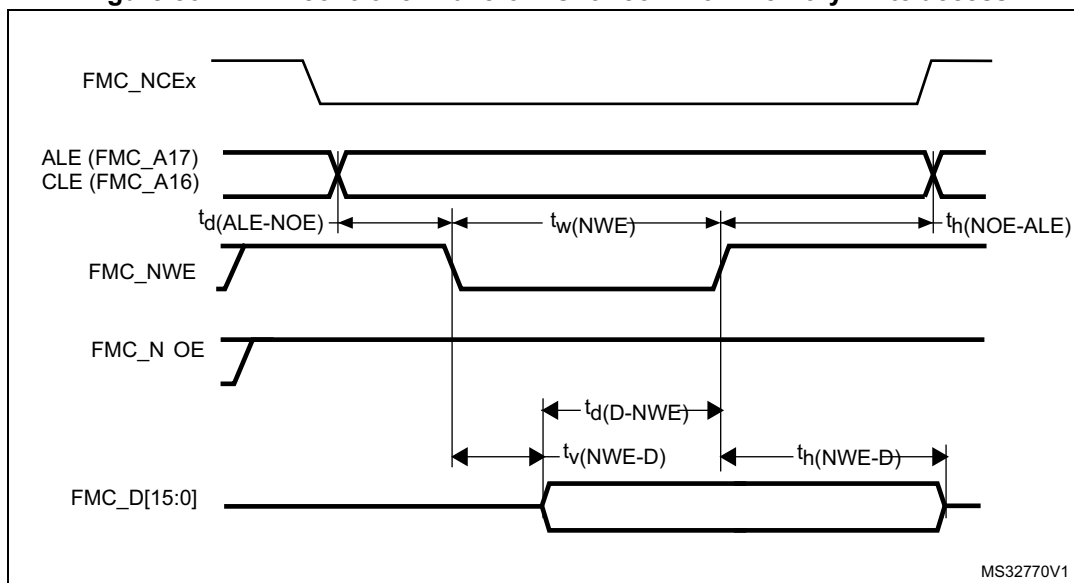 FMC_NCEx
ALE (FMC_A17)
CLE (FMC_A16)
td(ALE-NOE)
tw(NWE)
th(NOE-ALE)
FMC_NWE
FMC_N OE
td(D-NWE)
tv(NWE-D)
th(NWE-D)
FMC_D[15:0]
MS32770V1